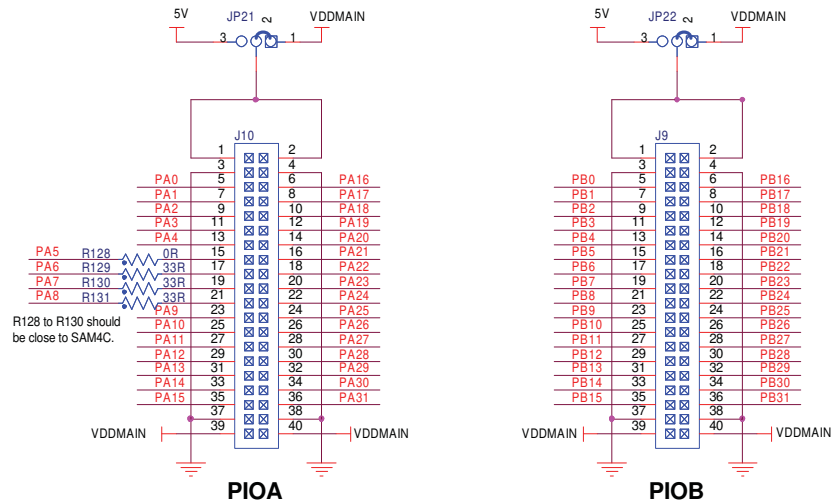 5V JP21 2 VDDMAIN 5V JP22 2 VDDMAIN
3 1 3 1
J10 J9
1 2 1 2
3 4 3 4
PA0 5 6 PA16 PB0 5 6 PB16
PA1 7 8 PA17 PB1 7 8 PB17
PA2 9 10 PA18 PB2 9 10 PB18
PA3 11 12 PA19 PB3 11 12 PB19
PA4 13 14 PA20 PB4 13 14 PB20
PA5 R128 0R 15 16 PA21 PB5 15 16 PB21
PA6 R129 33R 17 18 PA22 PB6 17 18 PB22
PA7 R130 33R 19 20 PA23 PB7 19 20 PB23
PA8 R131 33R 21 22 PA24 PB8 21 22 PB24
PA9 23 24 PA25 PB9 23 24 PB25
R128 to R130 should
be close to SAM4C.
PA10 25 26 PA26 PB10 25 26 PB26
PA11 27 28 PA27 PB11 27 28 PB27
PA12 29 30 PA28 PB12 29 30 PB28
PA13 31 32 PA29 PB13 31 32 PB29
PA14 33 34 PA30 PB14 33 34 PB30
PA15 35 36 PA31 PB15 35 36 PB31
37 38 37 38
VDDMAIN 39 40 VDDMAIN VDDMAIN 39 40 VDDMAIN
PIOA PIOB